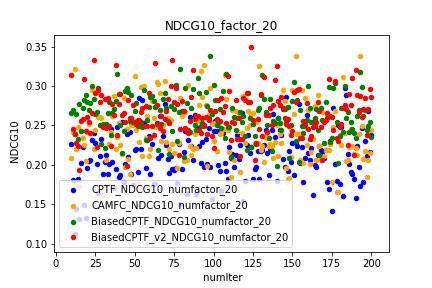 NDCG10_factor_20
0.35
0.30
0.25
0.20
0.15
0.10
NDCG10
CPTF_NDCG10_numfactor_20
CAMFC_NDCG10_numfactor_20
BiasedCPTF_NDCG10_numfactor_20
BiasedCPTF_v2_NDCG10_numfactor_20
0 25 50 75 100 125 150 175 200
numIter